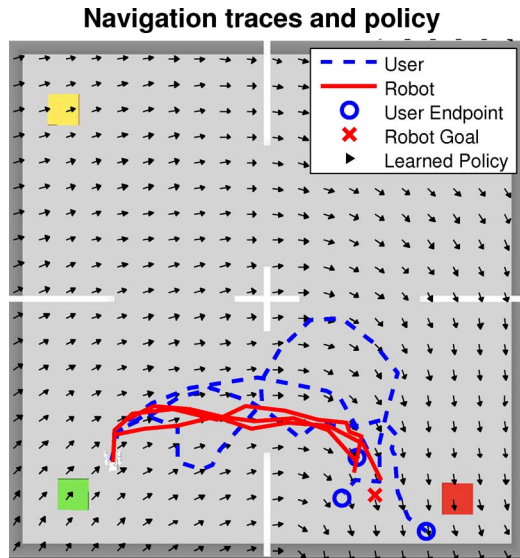 Navigation traces and policy
User
Robot
User Endpoint
Robot Goal
Learned Policy